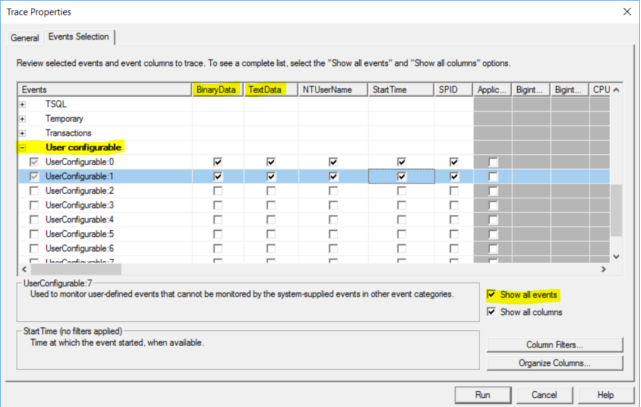 Trace Properties
General Events Selection
Review selected events and event columns to trace. To see a complete list, select the "Show all events" and "Show all columns" options.
Events BinaryData TextData NTUserName StartTime SPID Applic... Bigint... Bigint... CPU
TSQL
Temporary
Transactions
User configurable
UserConfigurable:0
UserConfigurable:1
UserConfigurable:2
UserConfigurable:3
UserConfigurable:4
UserConfigurable:5
UserConfigurable:6
UserConfigurable:7
UserConfigurable:7
Used to monitor user-defined events that cannot be monitored by the system-supplied events in other event categories.
Show all events
Show all columns
StartTime (no filters applied)
Time at which the event started, when available.
Column Filters...
Organize Columns...
Run Cancel Help